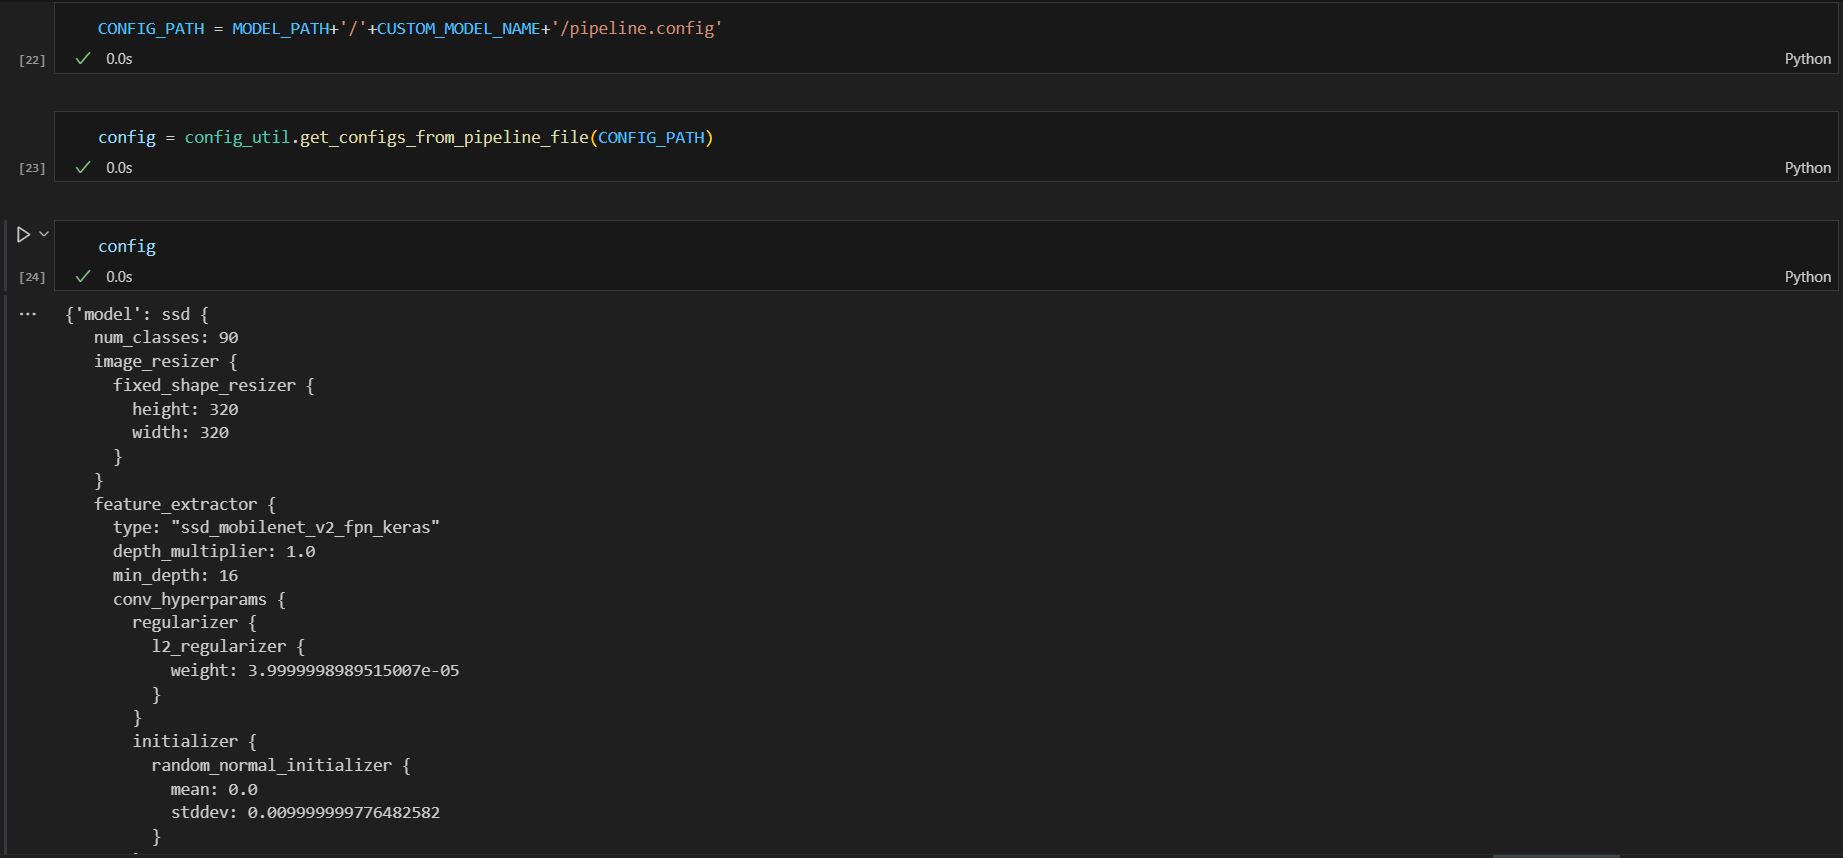 CONFIG_PATH = MODEL_PATH+'/'+CUSTOM_MODEL_NAME+'/pipeline.config'
[22] 0.0s Python
config = config_util.get_configs_from_pipeline_file(CONFIG_PATH)
[23] 0.0s Python
config
[24] 0.0s Python
... {'model': ssd {
num_classes: 90
image_resizer {
fixed_shape_resizer {
height: 320
width: 320
}
}
feature_extractor {
type: "ssd_mobilenet_v2_fpn_keras"
depth_multiplier: 1.0
min_depth: 16
conv_hyperparams {
regularizer {
l2_regularizer {
weight: 3.9999998989515007e-05
}
}
initializer {
random_normal_initializer {
mean: 0.0
stddev: 0.009999999776482582
}